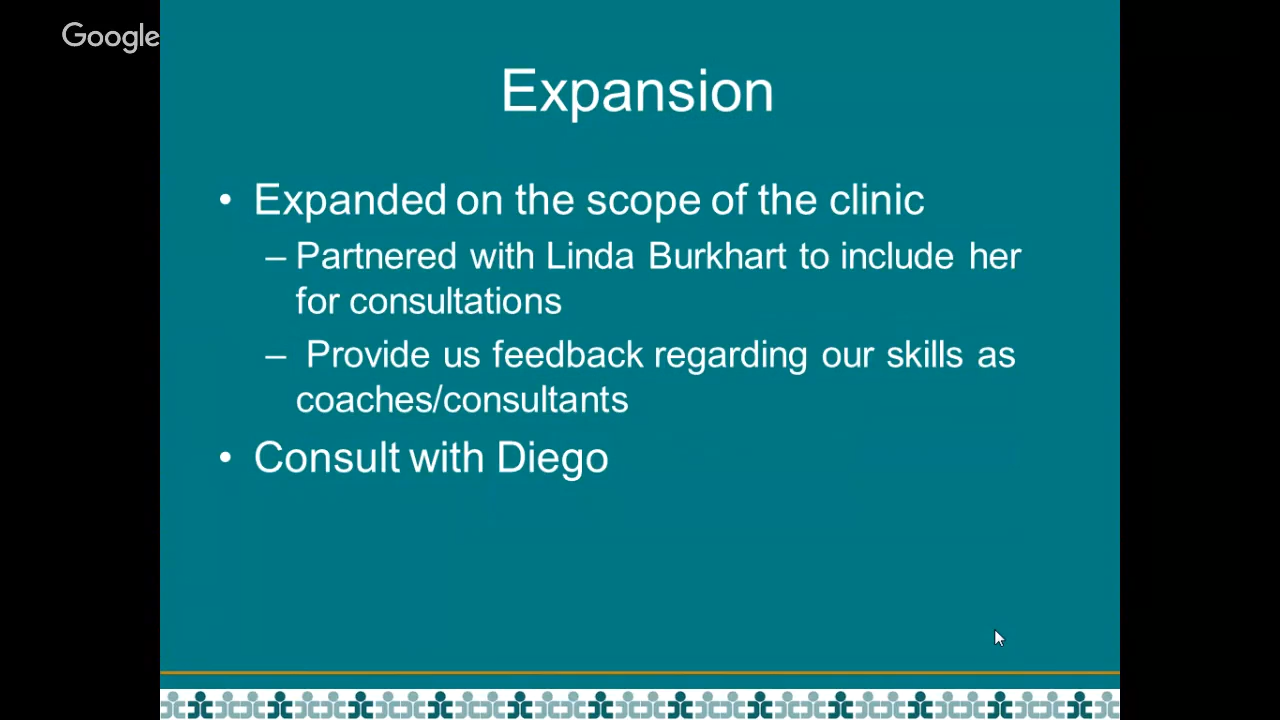 Google
Expansion
• Expanded on the scope of the clinic
– Partnered with Linda Burkhart to include her
for consultations
– Provide us feedback regarding our skills as
coaches/consultants
• Consult with Diego